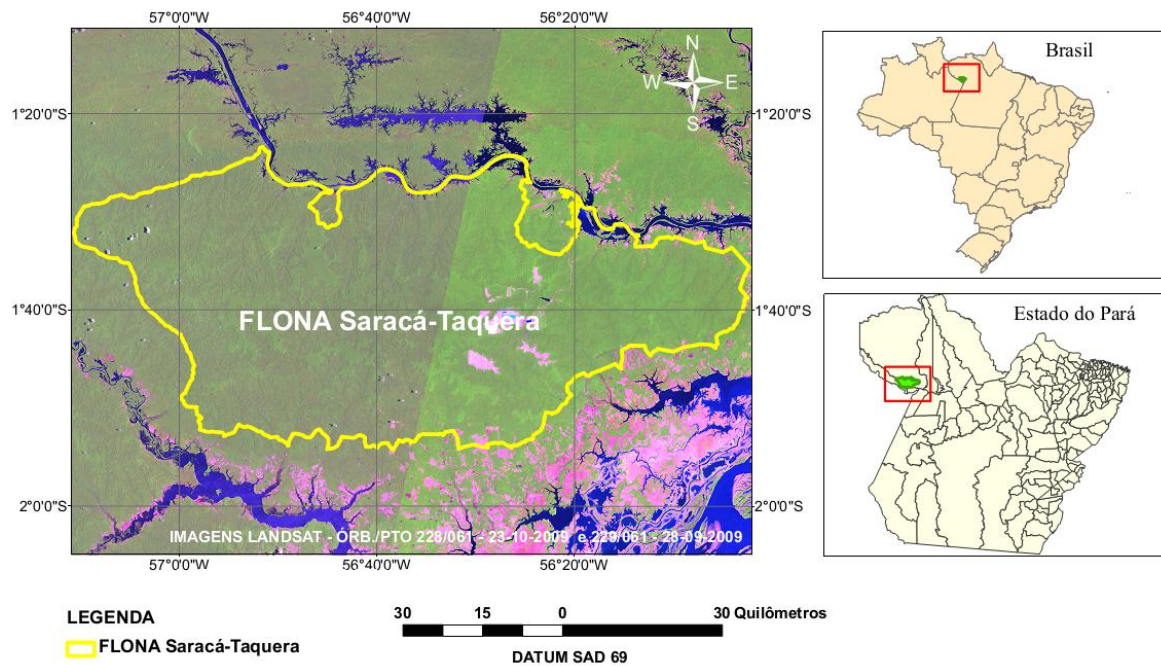 57°0'0"W
56°40'0"W
56°20'0"W
N
W
E
S
1°20'0"S
1°20'0"S
1°40'0"S
1°40'0"S
FLONA Saracá-Taquera
2°0'0"S
2°0'0"S
IMAGENS LANDSAT - ÓRB./PTO 228/061 - 23-10-2009 e 229/061 - 28-09-2009
57°0'0"W
56°40'0"W
56°20'0"W
Brasil
Estado do Pará
LEGENDA
FLONA Saracá-Taquera
30 15 0 30 Quilômetros
DATUM SAD 69